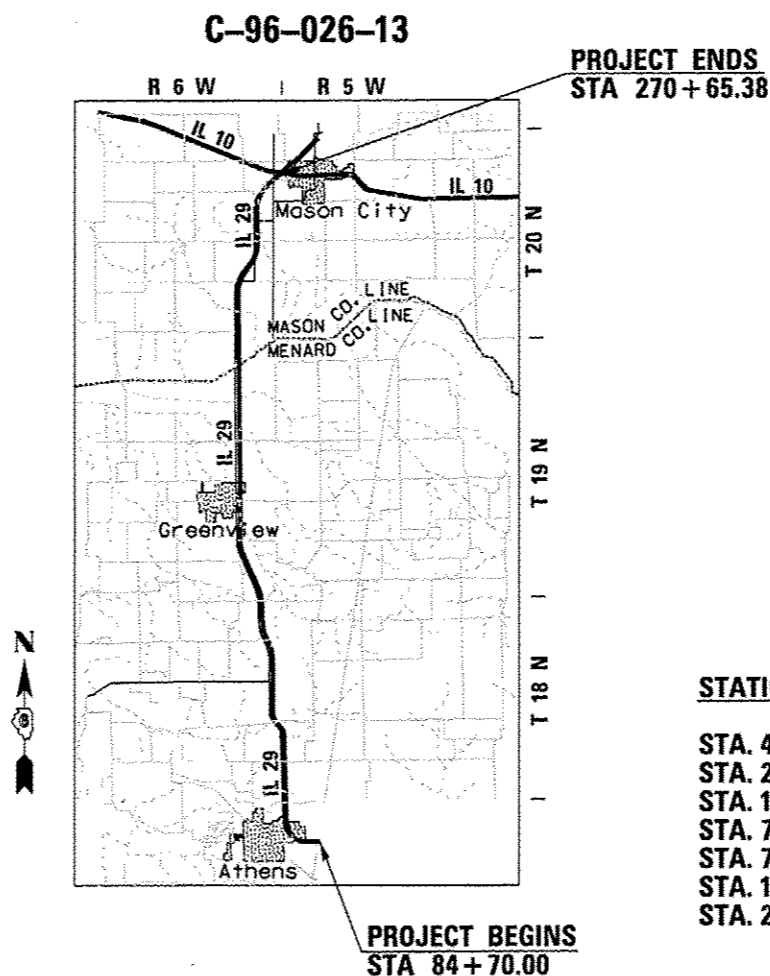 C-96-026-13
PROJECT ENDS
STA 270+65.38
R 6 W
R 5 W
IL 10
IL 10
Mason City
IL 29
T 20 N
MASON CO. LINE
MENARD CO. LINE
IL 29
T 19 N
Greenview
N
T 18 N
IL 29
Athens
PROJECT BEGINS
STA 84+70.00
STATI
STA. 4
STA. 2
STA. 1
STA. 7
STA. 7
STA. 1
STA. 2